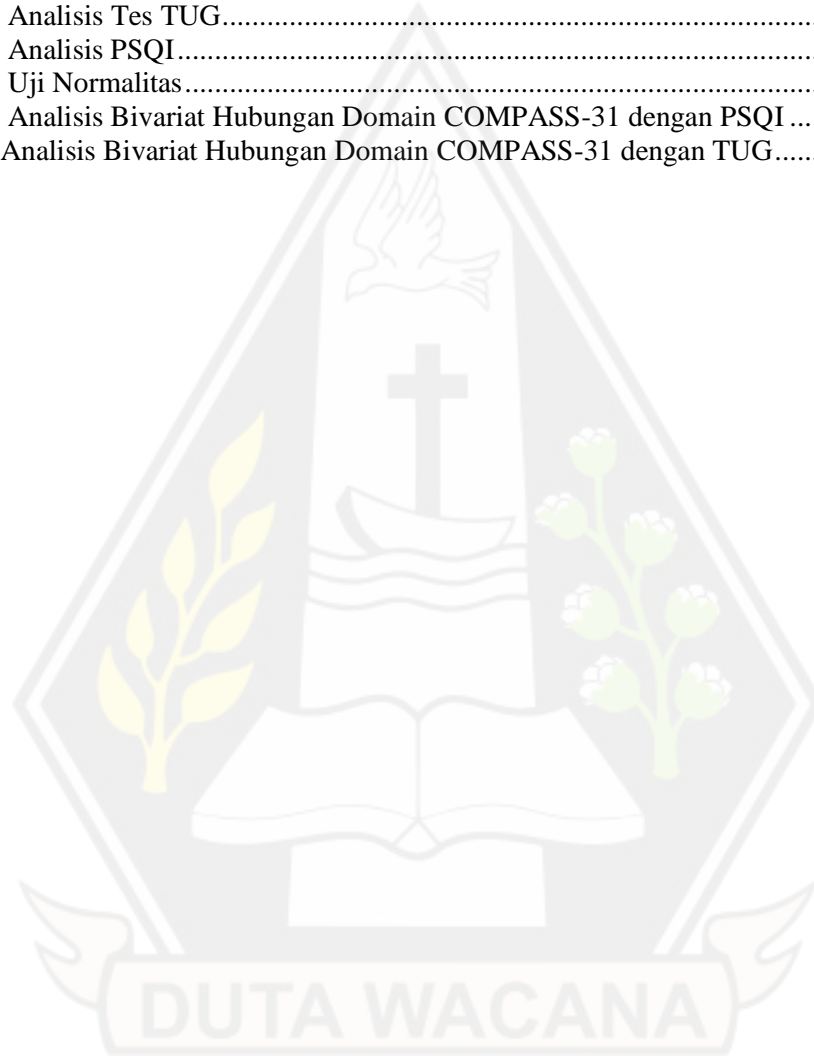 Analisis Tes TUG................................................................................
Analisis PSQI......................................................................................
Uji Normalitas.....................................................................................
Analisis Bivariat Hubungan Domain COMPASS-31 dengan PSQI ...
Analisis Bivariat Hubungan Domain COMPASS-31 dengan TUG......
DUTA WACANA